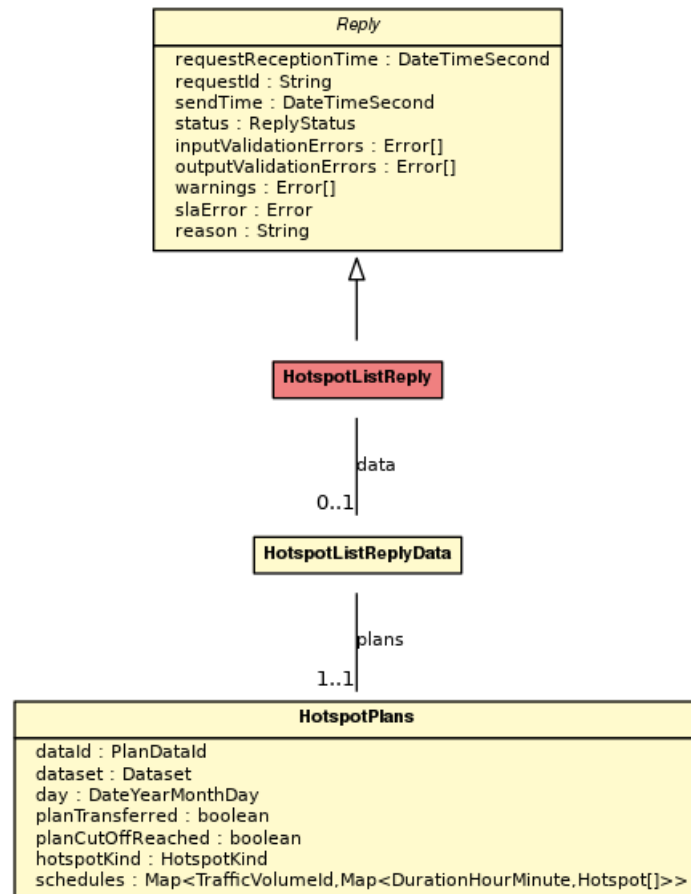 Reply
requestReceptionTime : DateTimeSecond
requestId : String
sendTime : DateTimeSecond
status : ReplyStatus
inputValidationErrors : Error[]
outputValidationErrors : Error[]
warnings : Error[]
slaError : Error
reason : String
HotspotListReply
data
0..1
HotspotListReplyData
plans
1..1
HotspotPlans
dataId : PlanDataId
dataset : Dataset
day : DateYearMonthDay
planTransferred : boolean
planCutOffReached : boolean
hotspotKind : HotspotKind
schedules : Map<TrafficVolumeId,Map<DurationHourMinute,Hotspot[]>>